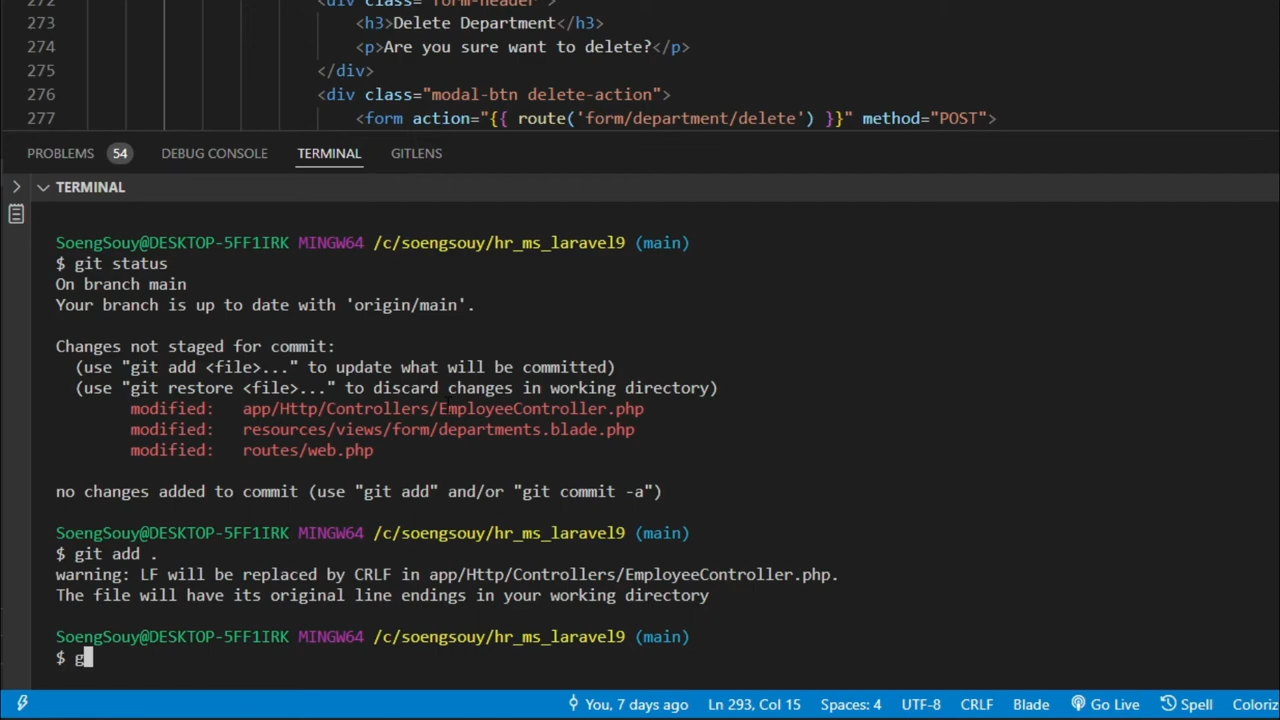 272 <div class="form-header">
273 <h3>Delete Department</h3>
274 <p>Are you sure want to delete?</p>
275 </div>
276 <div class="modal-btn delete-action">
277 <form action="{{ route('form/department/delete') }}" method="POST">
PROBLEMS 54 DEBUG CONSOLE TERMINAL GITLENS
TERMINAL
SoengSouy@DESKTOP-5FF1IRK MINGW64 /c/soengsouy/hr_ms_laravel9 (main)
$ git status
On branch main
Your branch is up to date with 'origin/main'.
Changes not staged for commit:
(use "git add <file>..." to update what will be committed)
(use "git restore <file>..." to discard changes in working directory)
modified: app/Http/Controllers/EmployeeController.php
modified: resources/views/form/departments.blade.php
modified: routes/web.php
no changes added to commit (use "git add" and/or "git commit -a")
SoengSouy@DESKTOP-5FF1IRK MINGW64 /c/soengsouy/hr_ms_laravel9 (main)
$ git add .
warning: LF will be replaced by CRLF in app/Http/Controllers/EmployeeController.php.
The file will have its original line endings in your working directory
SoengSouy@DESKTOP-5FF1IRK MINGW64 /c/soengsouy/hr_ms_laravel9 (main)
$ g
You, 7 days ago Ln 293, Col 15 Spaces: 4 UTF-8 CRLF Blade Go Live Spell Coloriz